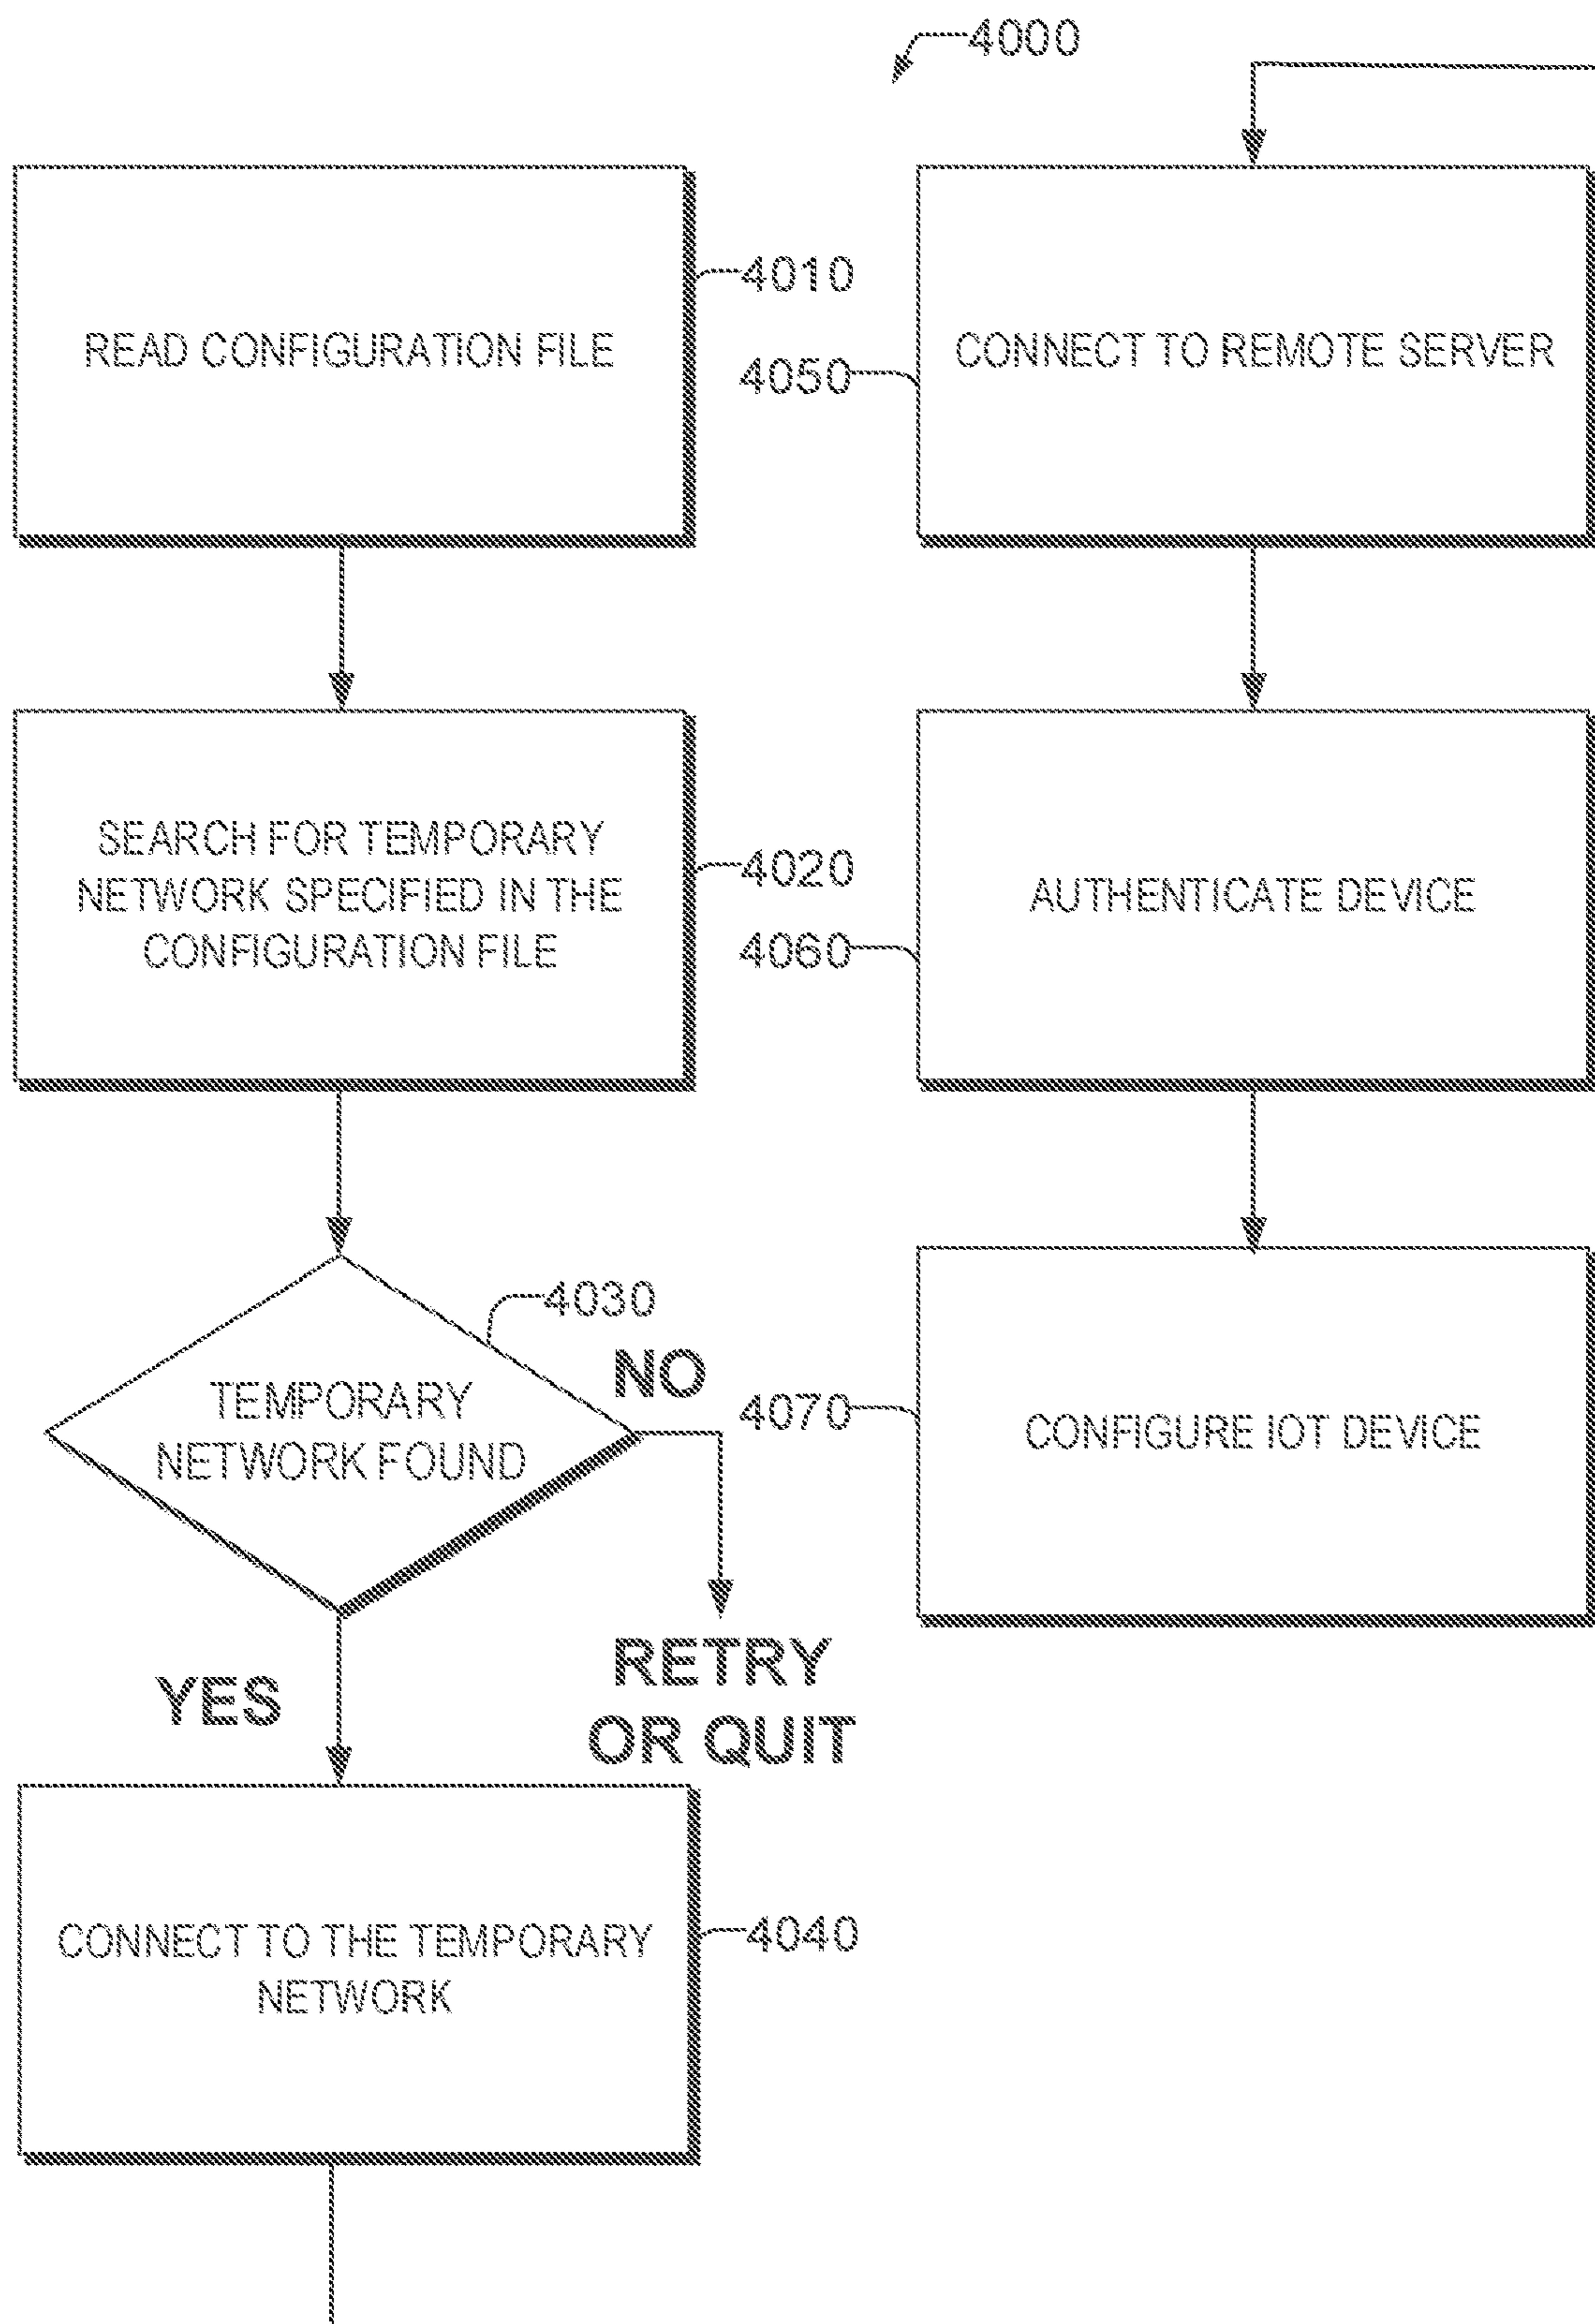 4000
READ CONFIGURATION FILE
4010
SEARCH FOR TEMPORARY
NETWORK SPECIFIED IN THE
CONFIGURATION FILE
4020
4030
TEMPORARY
NETWORK FOUND
NO
RETRY
OR QUIT
YES
CONNECT TO THE TEMPORARY
NETWORK
4040
4050
CONNECT TO REMOTE SERVER
4060
AUTHENTICATE DEVICE
4070
CONFIGURE IOT DEVICE